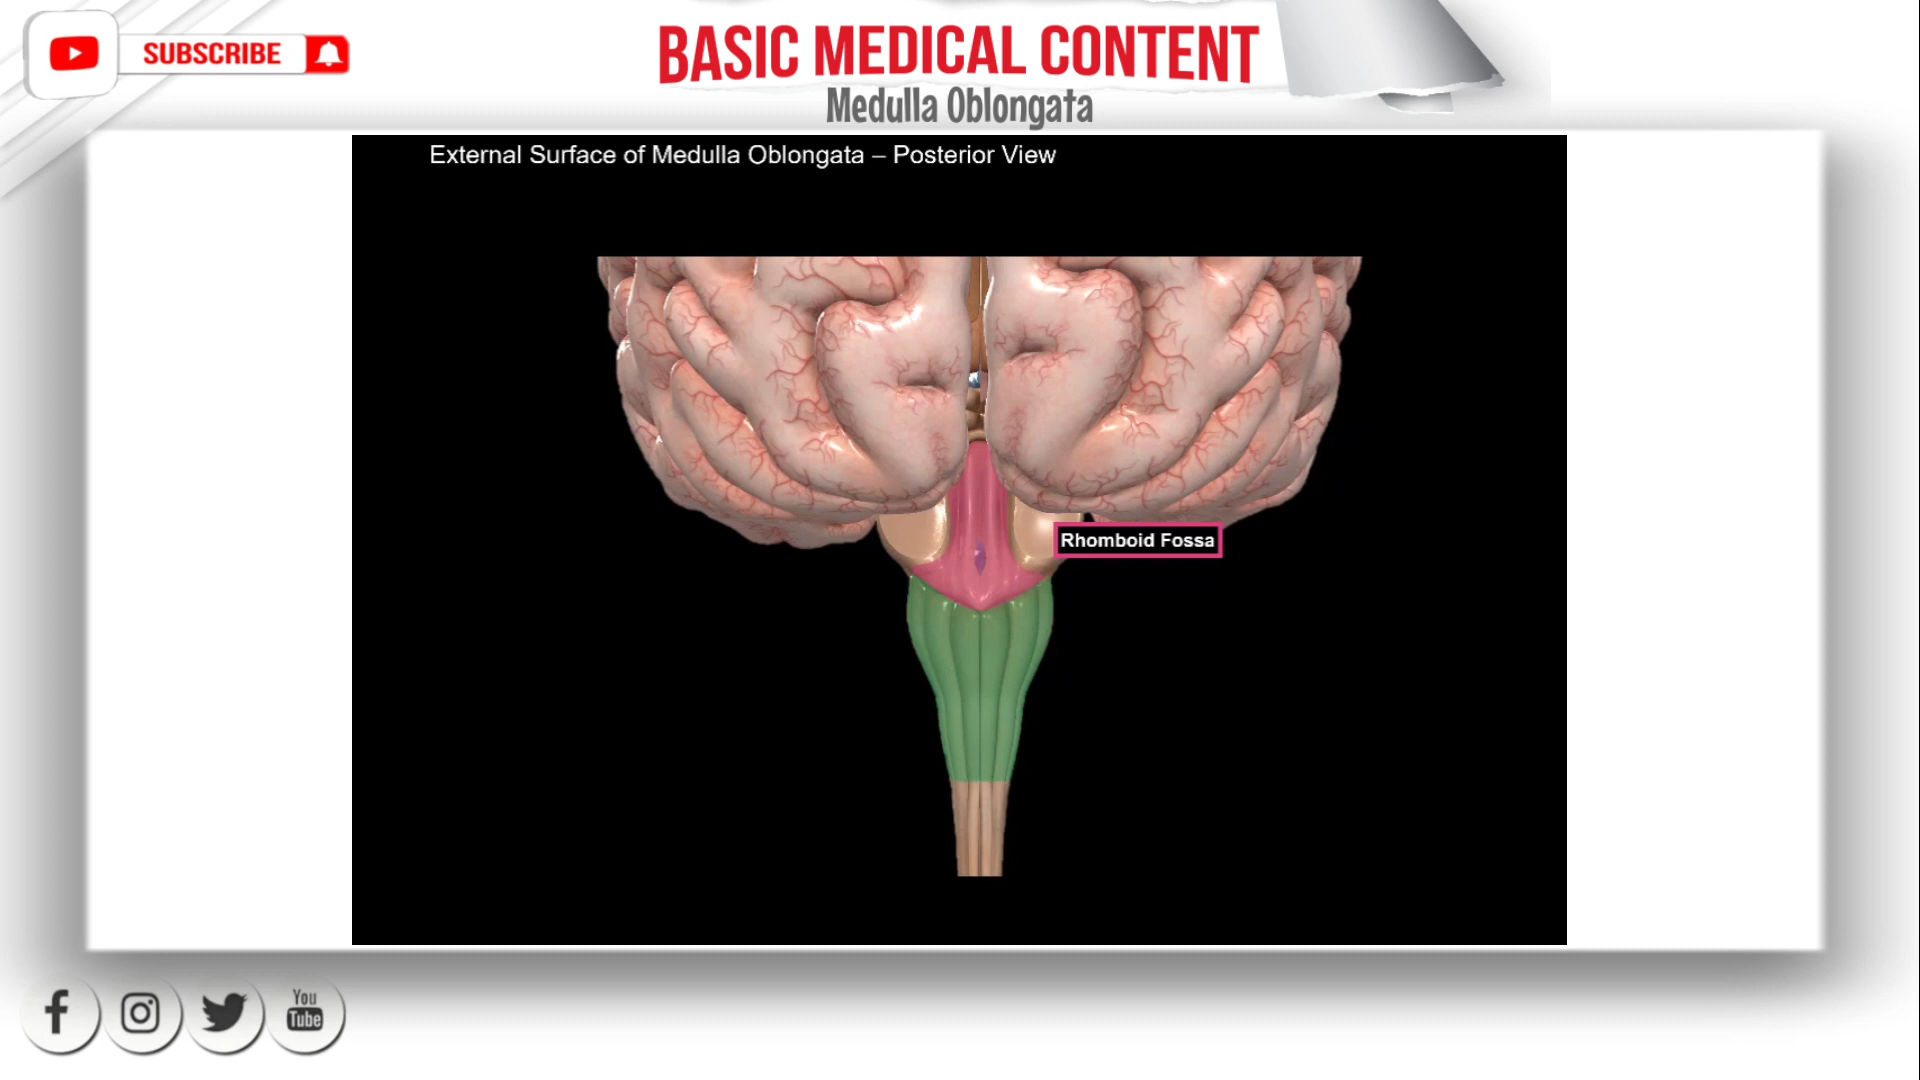 SUBSCRIBE
BASIC MEDICAL CONTENT
Medulla Oblongata
External Surface of Medulla Oblongata – Posterior View
Rhomboid Fossa
You
Tube